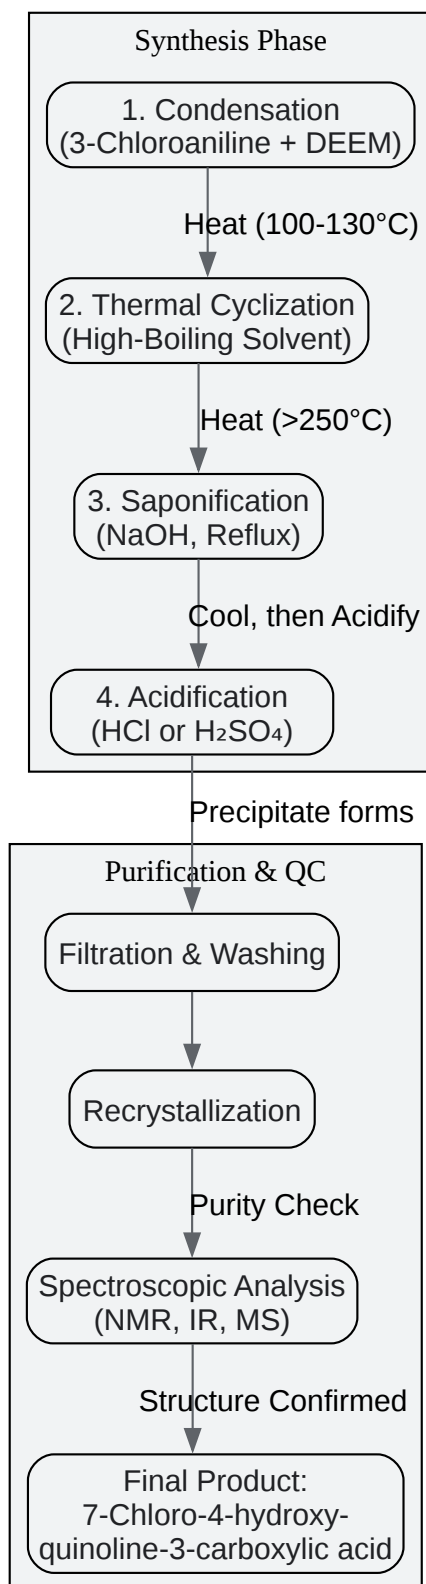 Synthesis Phase
1. Condensation
(3-Chloroaniline + DEEM)
Heat (100-130°C)
2. Thermal Cyclization
(High-Boiling Solvent)
Heat (>250°C)
3. Saponification
(NaOH, Reflux)
Cool, then Acidify
4. Acidification
(HCl or H₂SO₄)
Precipitate forms
Purification & QC
Filtration & Washing
Recrystallization
Purity Check
Spectroscopic Analysis
(NMR, IR, MS)
Structure Confirmed
Final Product:
7-Chloro-4-hydroxy-
quinoline-3-carboxylic acid